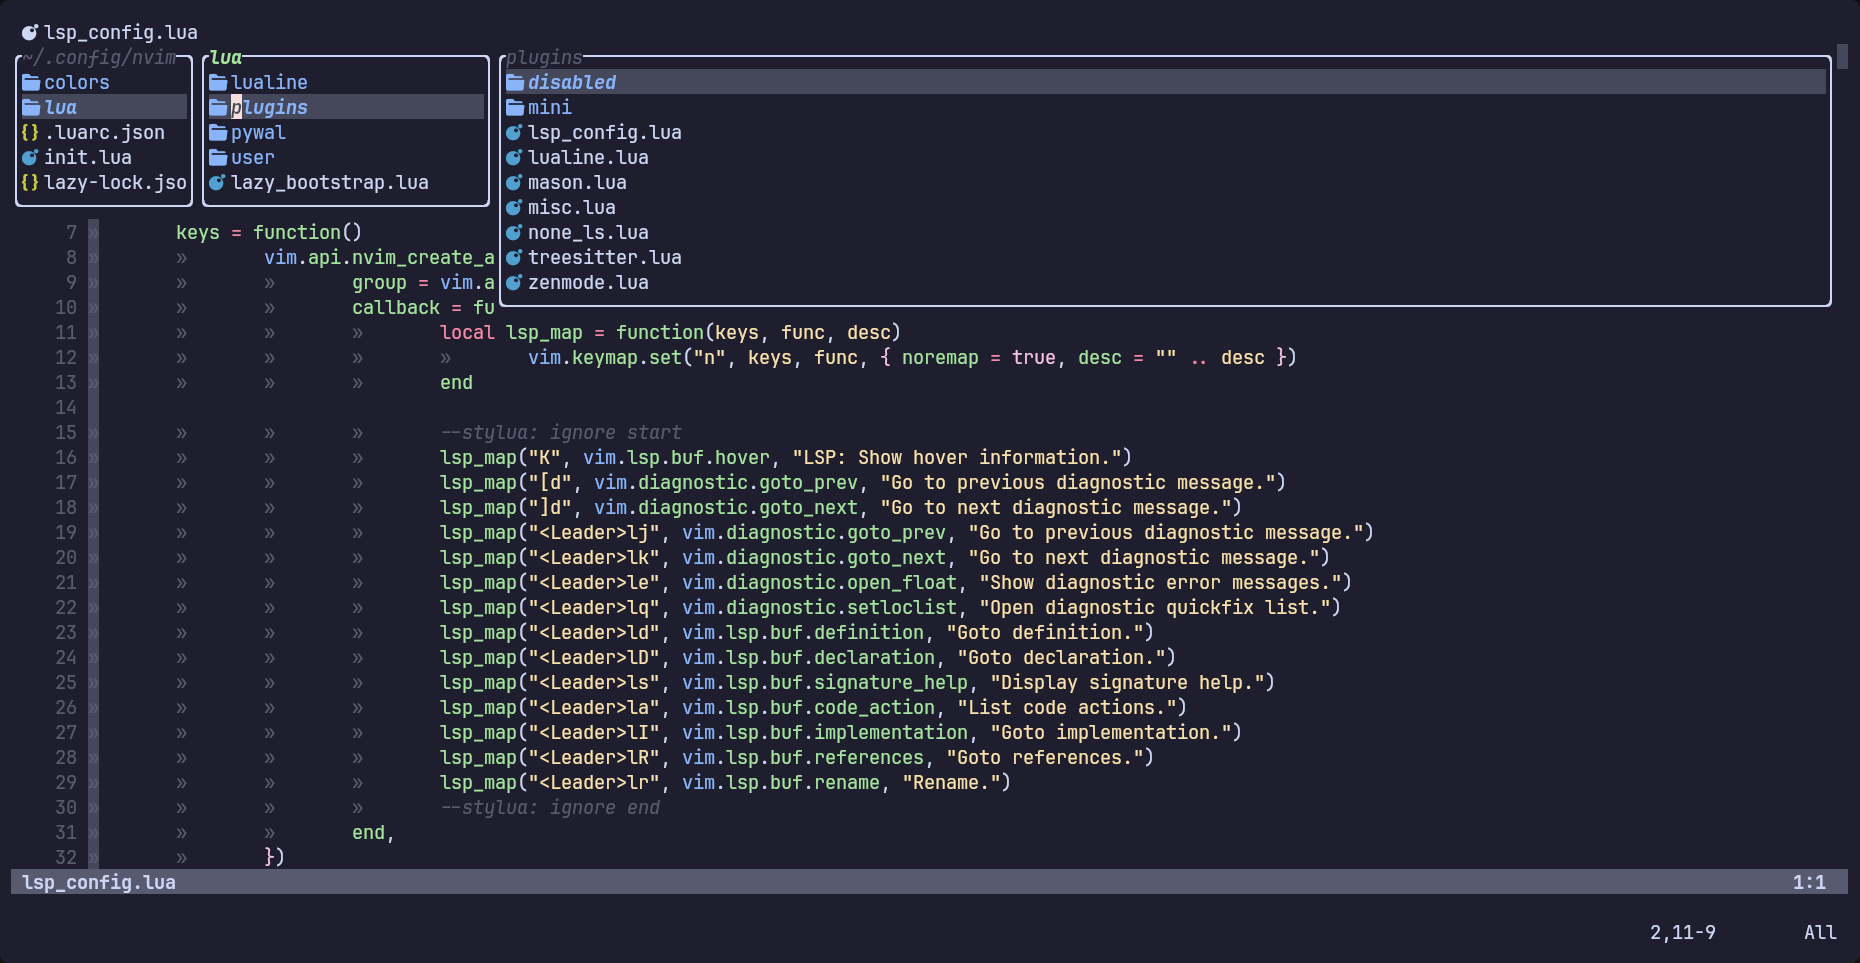 lsp_config.lua
~/.config/nvim
colors
lua
{} .luarc.json
init.lua
{} lazy-lock.jso
lua
lualine
plugins
pywal
user
lazy_bootstrap.lua
plugins
disabled
mini
lsp_config.lua
lualine.lua
mason.lua
misc.lua
none_ls.lua
treesitter.lua
zenmode.lua
7 » keys = function()
8 » » vim.api.nvim_create_a
9 » » » group = vim.a
10 » » » callback = fu
11 » » » » local lsp_map = function(keys, func, desc)
12 » » » » » vim.keymap.set("n", keys, func, { noremap = true, desc = "" .. desc })
13 » » » » end
14
15 » » » » --stylua: ignore start
16 » » » » lsp_map("K", vim.lsp.buf.hover, "LSP: Show hover information.")
17 » » » » lsp_map("[d", vim.diagnostic.goto_prev, "Go to previous diagnostic message.")
18 » » » » lsp_map("]d", vim.diagnostic.goto_next, "Go to next diagnostic message.")
19 » » » » lsp_map("<Leader>lj", vim.diagnostic.goto_prev, "Go to previous diagnostic message.")
20 » » » » lsp_map("<Leader>lk", vim.diagnostic.goto_next, "Go to next diagnostic message.")
21 » » » » lsp_map("<Leader>le", vim.diagnostic.open_float, "Show diagnostic error messages.")
22 » » » » lsp_map("<Leader>lq", vim.diagnostic.setloclist, "Open diagnostic quickfix list.")
23 » » » » lsp_map("<Leader>ld", vim.lsp.buf.definition, "Goto definition.")
24 » » » » lsp_map("<Leader>lD", vim.lsp.buf.declaration, "Goto declaration.")
25 » » » » lsp_map("<Leader>ls", vim.lsp.buf.signature_help, "Display signature help.")
26 » » » » lsp_map("<Leader>la", vim.lsp.buf.code_action, "List code actions.")
27 » » » » lsp_map("<Leader>lI", vim.lsp.buf.implementation, "Goto implementation.")
28 » » » » lsp_map("<Leader>lR", vim.lsp.buf.references, "Goto references.")
29 » » » » lsp_map("<Leader>lr", vim.lsp.buf.rename, "Rename.")
30 » » » » --stylua: ignore end
31 » » » end,
32 » » })
lsp_config.lua 1:1
2,11-9 All